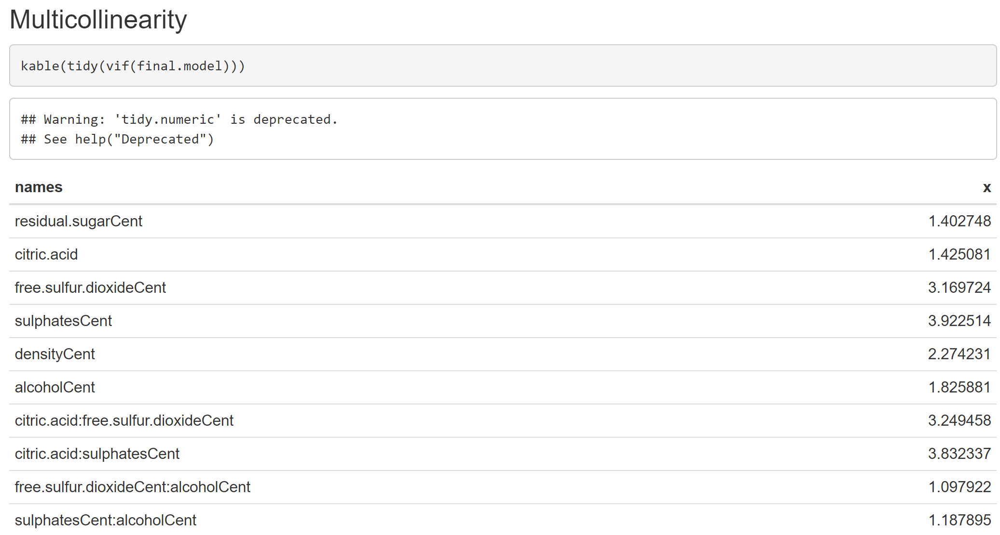 Multicollinearity
kable(tidy(vif(final.model)))
## Warning: 'tidy.numeric' is deprecated.
## See help("Deprecated")
names x
residual.sugarCent 1.402748
citric.acid 1.425081
free.sulfur.dioxideCent 3.169724
sulphatesCent 3.922514
densityCent 2.274231
alcoholCent 1.825881
citric.acid:free.sulfur.dioxideCent 3.249458
citric.acid:sulphatesCent 3.832337
free.sulfur.dioxideCent:alcoholCent 1.097922
sulphatesCent:alcoholCent 1.187895